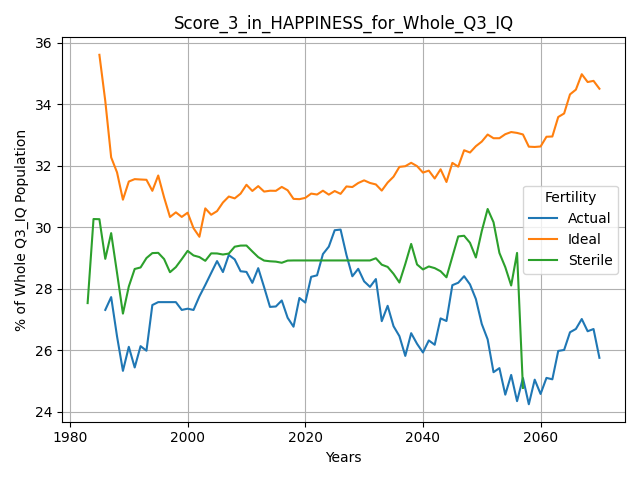 Score_3_in_HAPPINESS_for_Whole_Q3_IQ
% of Whole Q3_IQ Population
36
34
32
30
28
26
24
Fertility
Actual
Ideal
Sterile
1980
2000
2020
2040
2060
Years